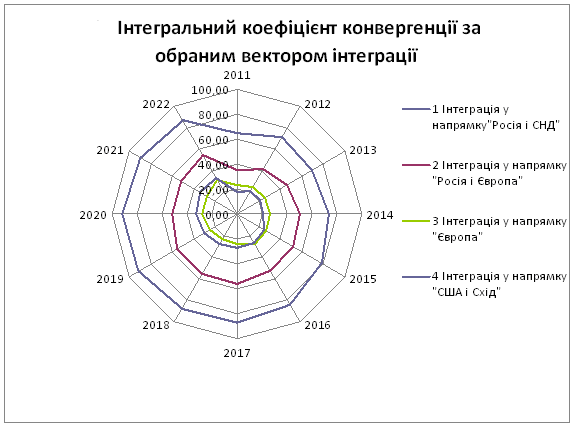 Інтегральний коефіцієнт конвергенції за
обраним вектором інтеграції
2011
2012
2013
2014
2015
2016
2017
2018
2019
2020
2021
2022
100,00
80,00
60,00
40,00
20,00
0,00
1 Інтеграція у
напрямку"Росія і СНД"
2 Інтеграція у напрямку
"Росія і Європа"
3 Інтеграція у напрямку
"Європа"
4 Інтеграція у напрямку
"США і Схід"